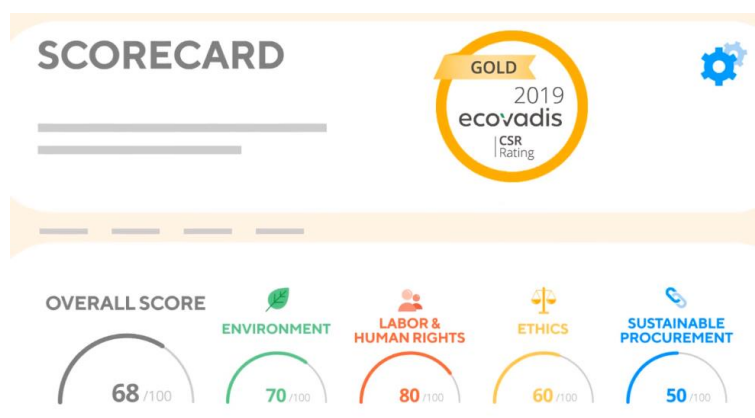 SCORECARD
GOLD
2019
ecovadis
CSR
Rating
OVERALL SCORE
68 /100
ENVIRONMENT
70 /100
LABOR &
HUMAN RIGHTS
80 /100
ETHICS
60 /100
SUSTAINABLE
PROCUREMENT
50 /100